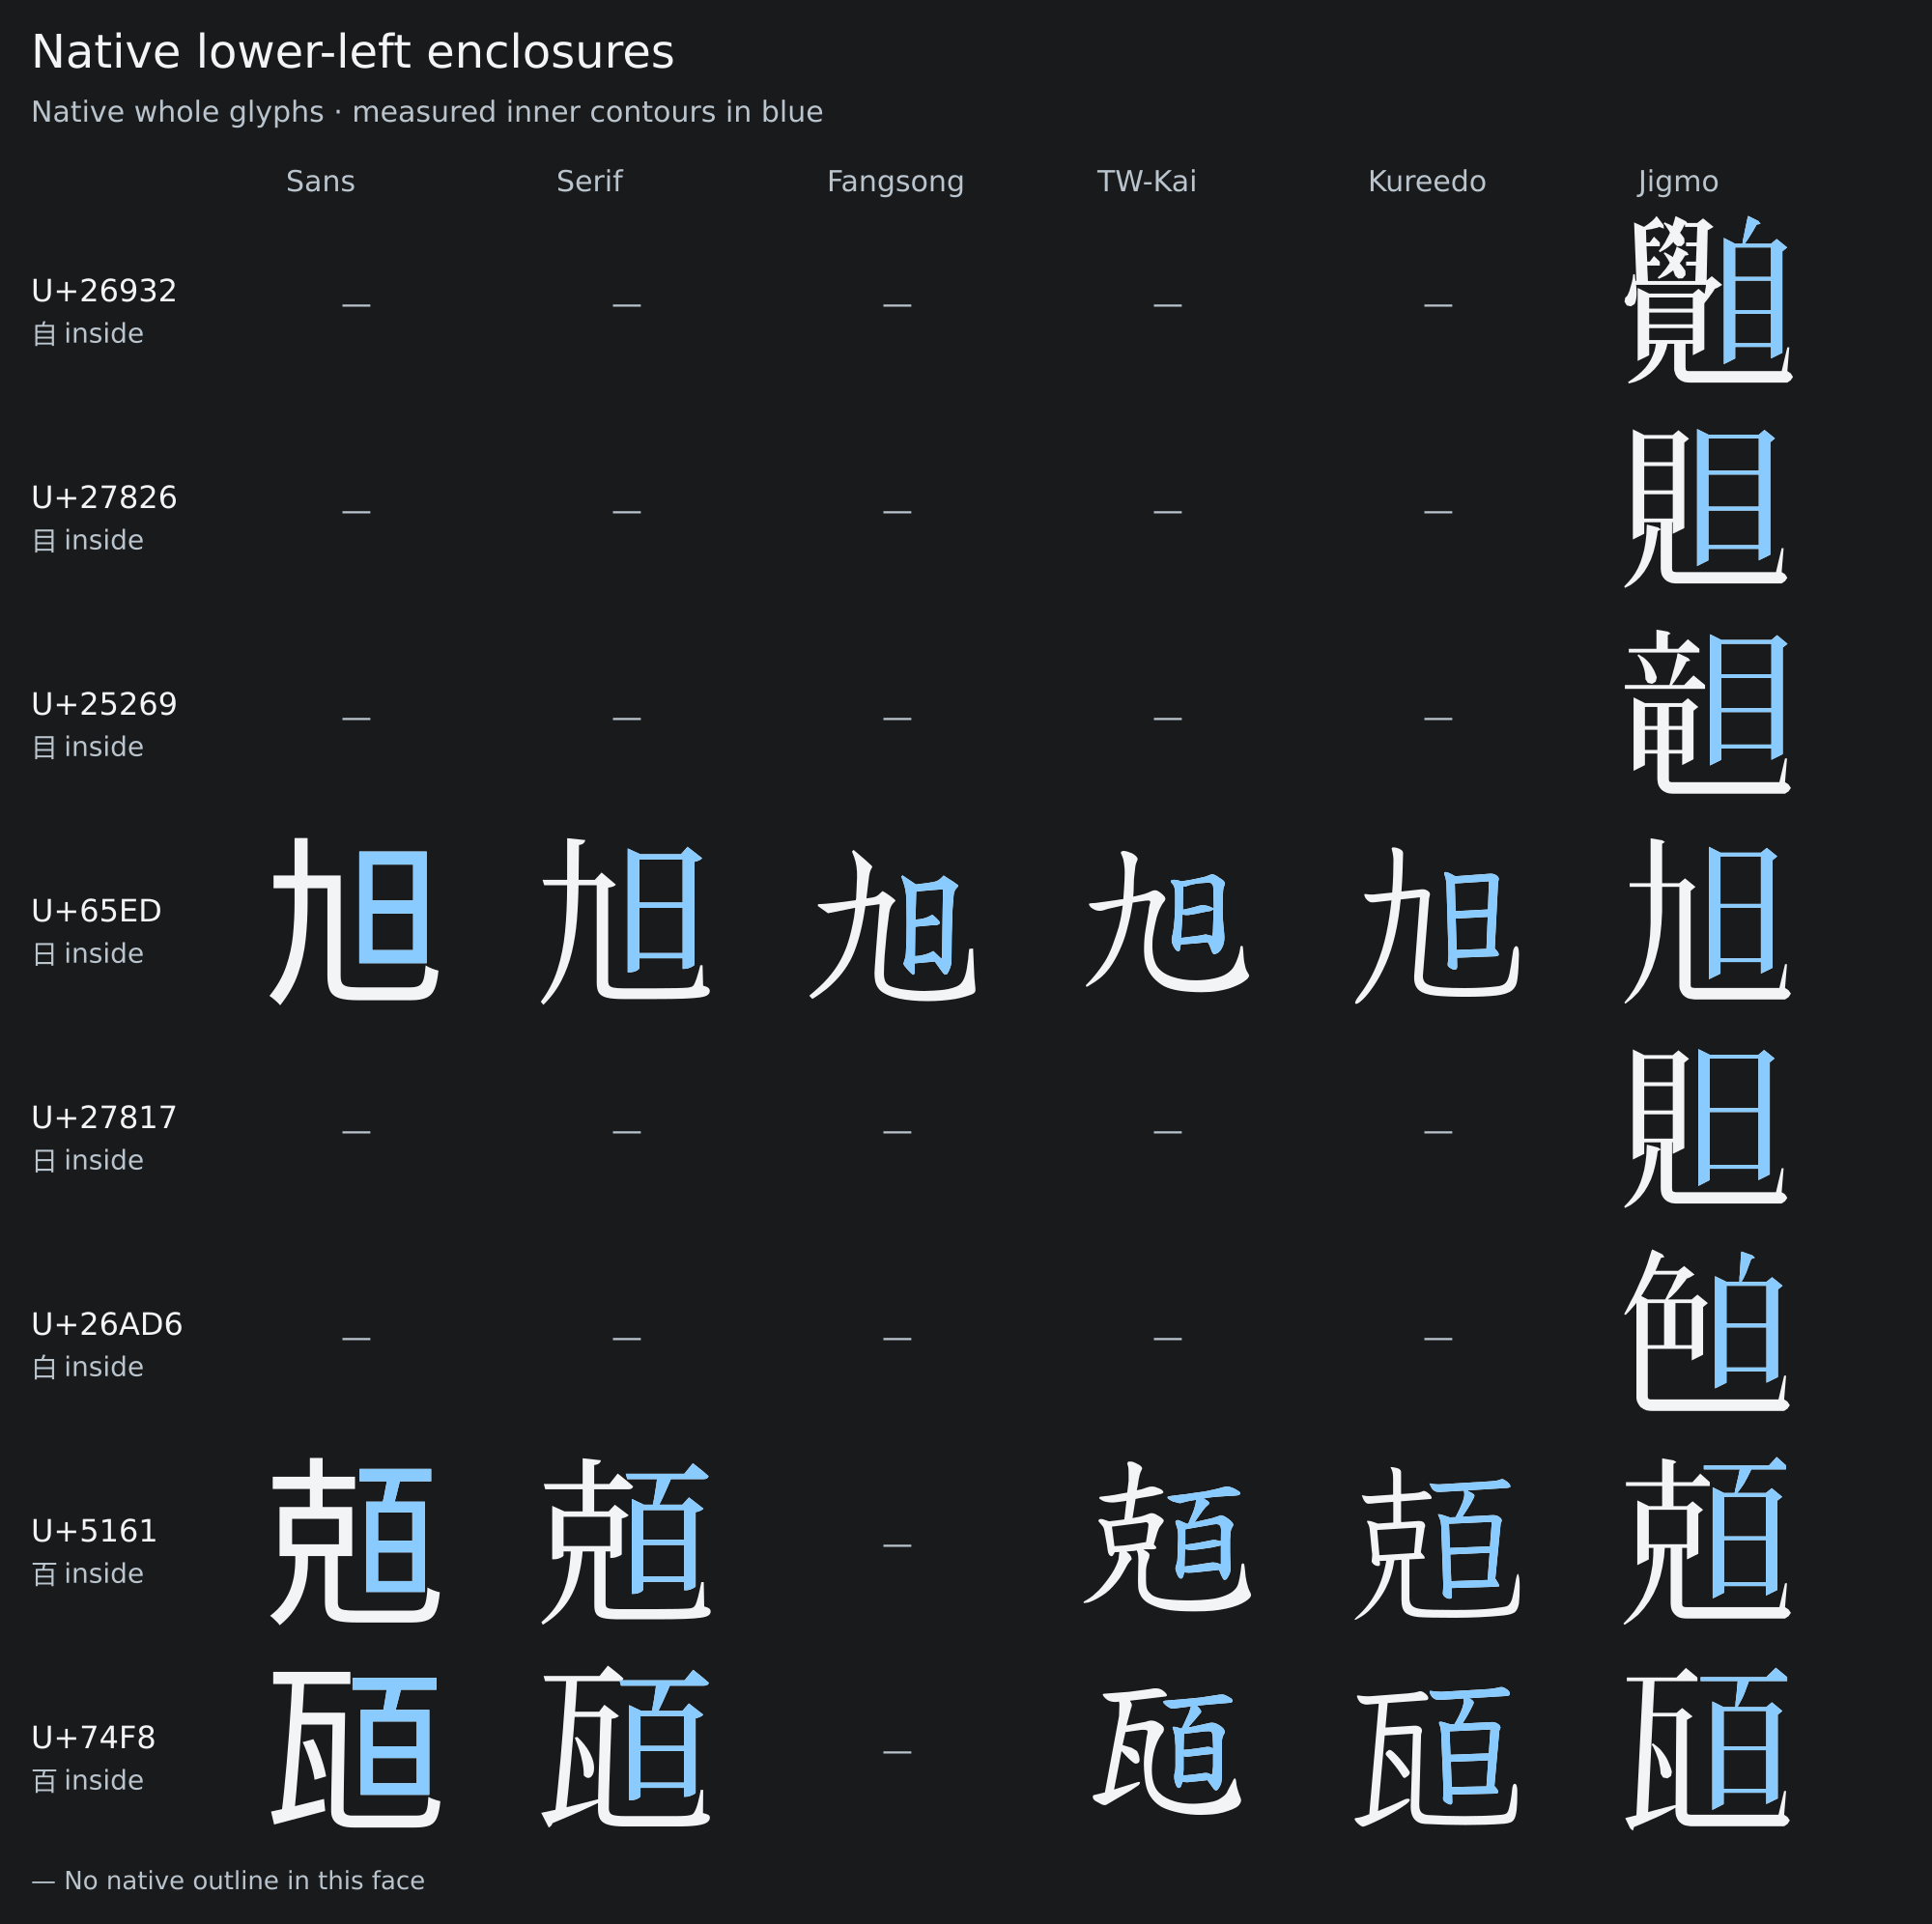 Native lower-left enclosures
Native whole glyphs · measured inner contours in blue
Sans Serif Fangsong TW-Kai Kureedo Jigmo
U+26932 — — — — — 𦤲
自 inside
U+27826 — — — — — 𧠦
目 inside
U+25269 — — — — — 𥉩
目 inside
U+65ED 旭 旭 旭 旭 旭 旭
日 inside
U+27817 — — — — — 𧠗
日 inside
U+26AD6 — — — — — 𦫖
白 inside
U+5161 兡 兡 — 兡 兡 兡
百 inside
U+74F8 瓸 瓸 — 瓸 瓸 瓸
百 inside
— No native outline in this face